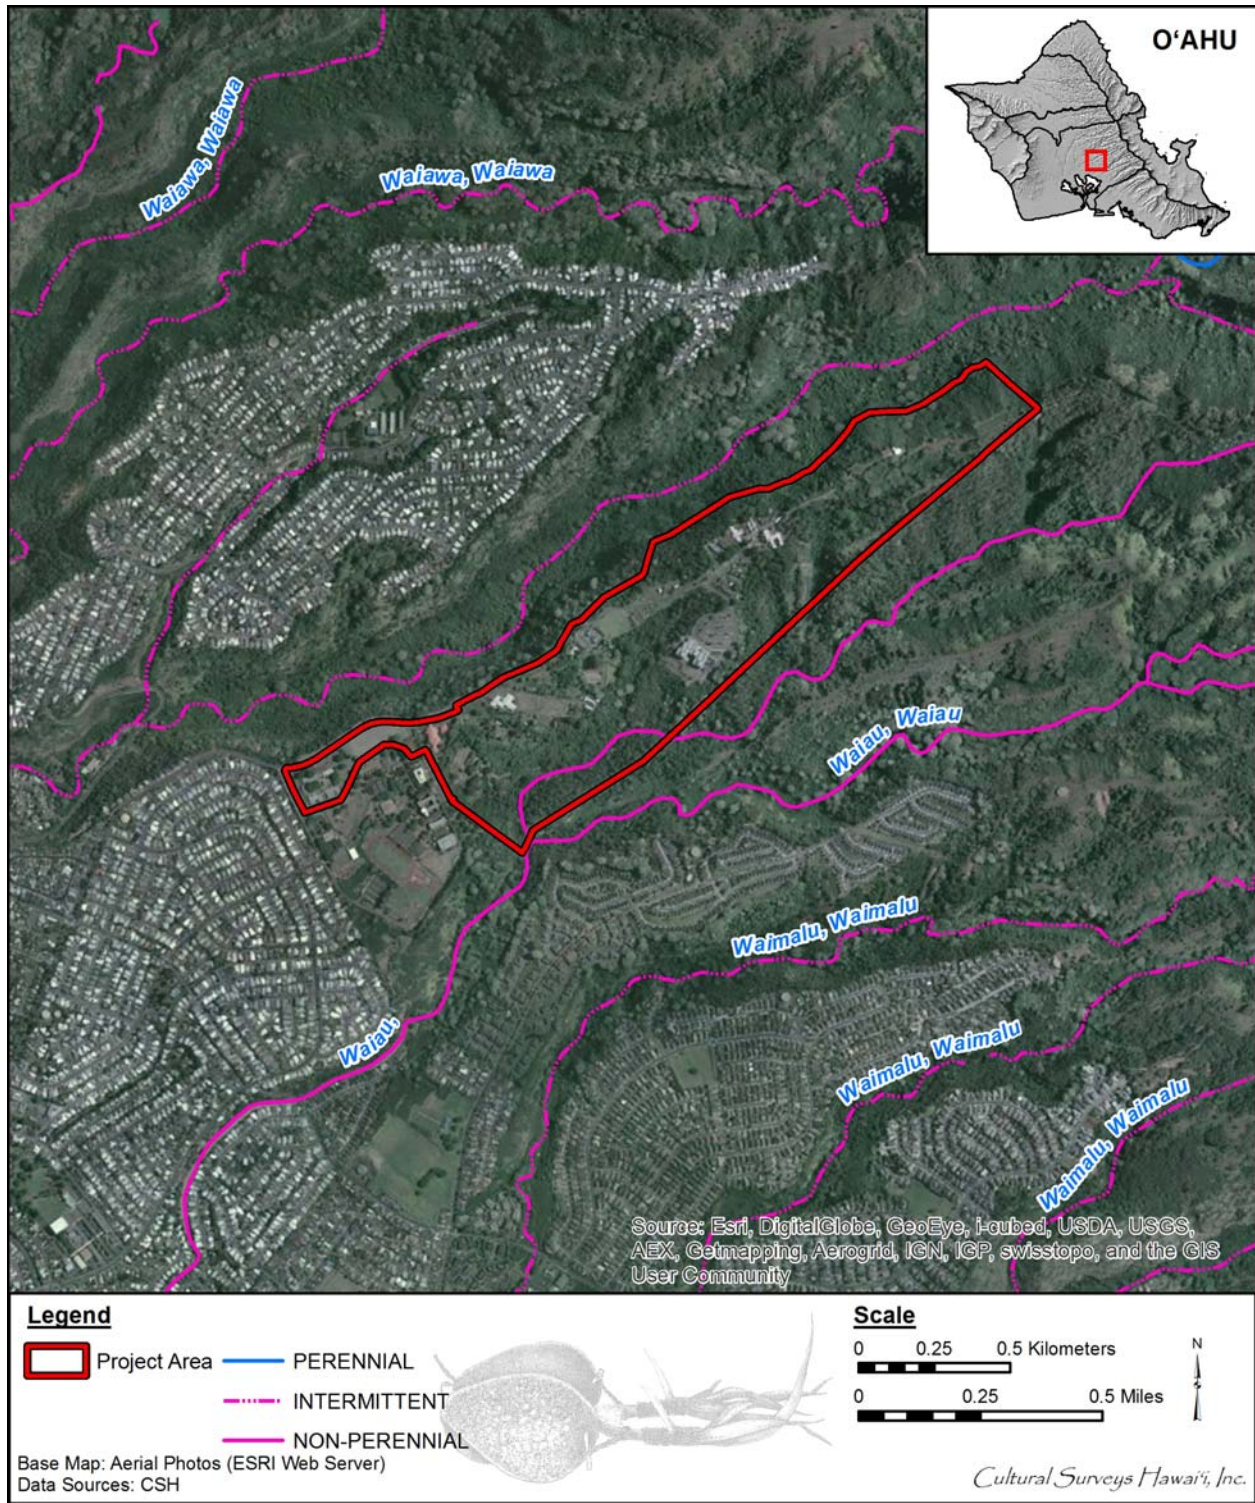 OʻAHU
Waiawa, Waiawa
Waiawa, Waiawa
Waiau, Waiau
Waimalu, Waimalu
Waiau,
Waimalu, Waimalu
Waimalu, Waimalu
Source: Esri, DigitalGlobe, GeoEye, i-cubed, USDA, USGS,
AEX, Getmapping, Aerogrid, IGN, IGP, swisstopo, and the GIS
User Community
Legend
Project Area
PERENNIAL
INTERMITTENT
NON-PERENNIAL
Base Map: Aerial Photos (ESRI Web Server)
Data Sources: CSH
Scale
0 0.25 0.5 Kilometers
0 0.25 0.5 Miles
N
Cultural Surveys Hawaiʻi, Inc.